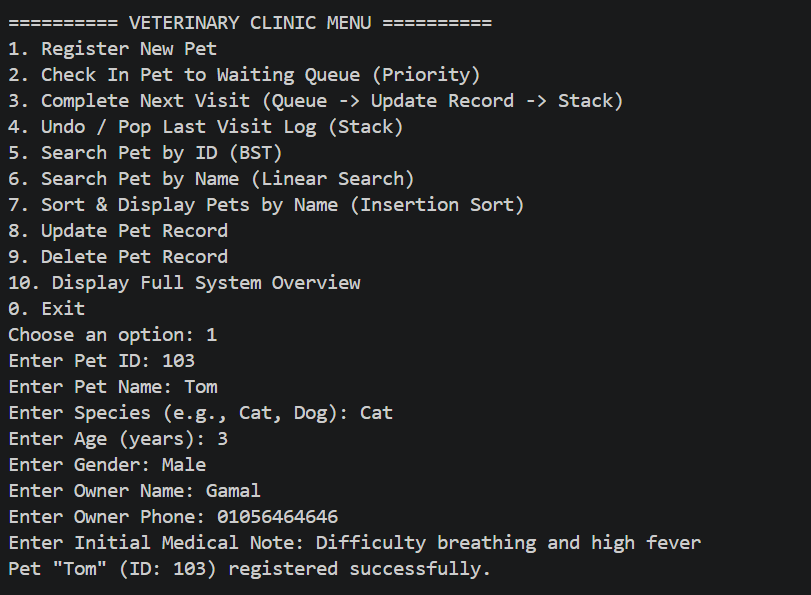 ========== VETERINARY CLINIC MENU ==========
1. Register New Pet
2. Check In Pet to Waiting Queue (Priority)
3. Complete Next Visit (Queue -> Update Record -> Stack)
4. Undo / Pop Last Visit Log (Stack)
5. Search Pet by ID (BST)
6. Search Pet by Name (Linear Search)
7. Sort & Display Pets by Name (Insertion Sort)
8. Update Pet Record
9. Delete Pet Record
10. Display Full System Overview
0. Exit
Choose an option: 1
Enter Pet ID: 103
Enter Pet Name: Tom
Enter Species (e.g., Cat, Dog): Cat
Enter Age (years): 3
Enter Gender: Male
Enter Owner Name: Gamal
Enter Owner Phone: 01056464646
Enter Initial Medical Note: Difficulty breathing and high fever
Pet "Tom" (ID: 103) registered successfully.